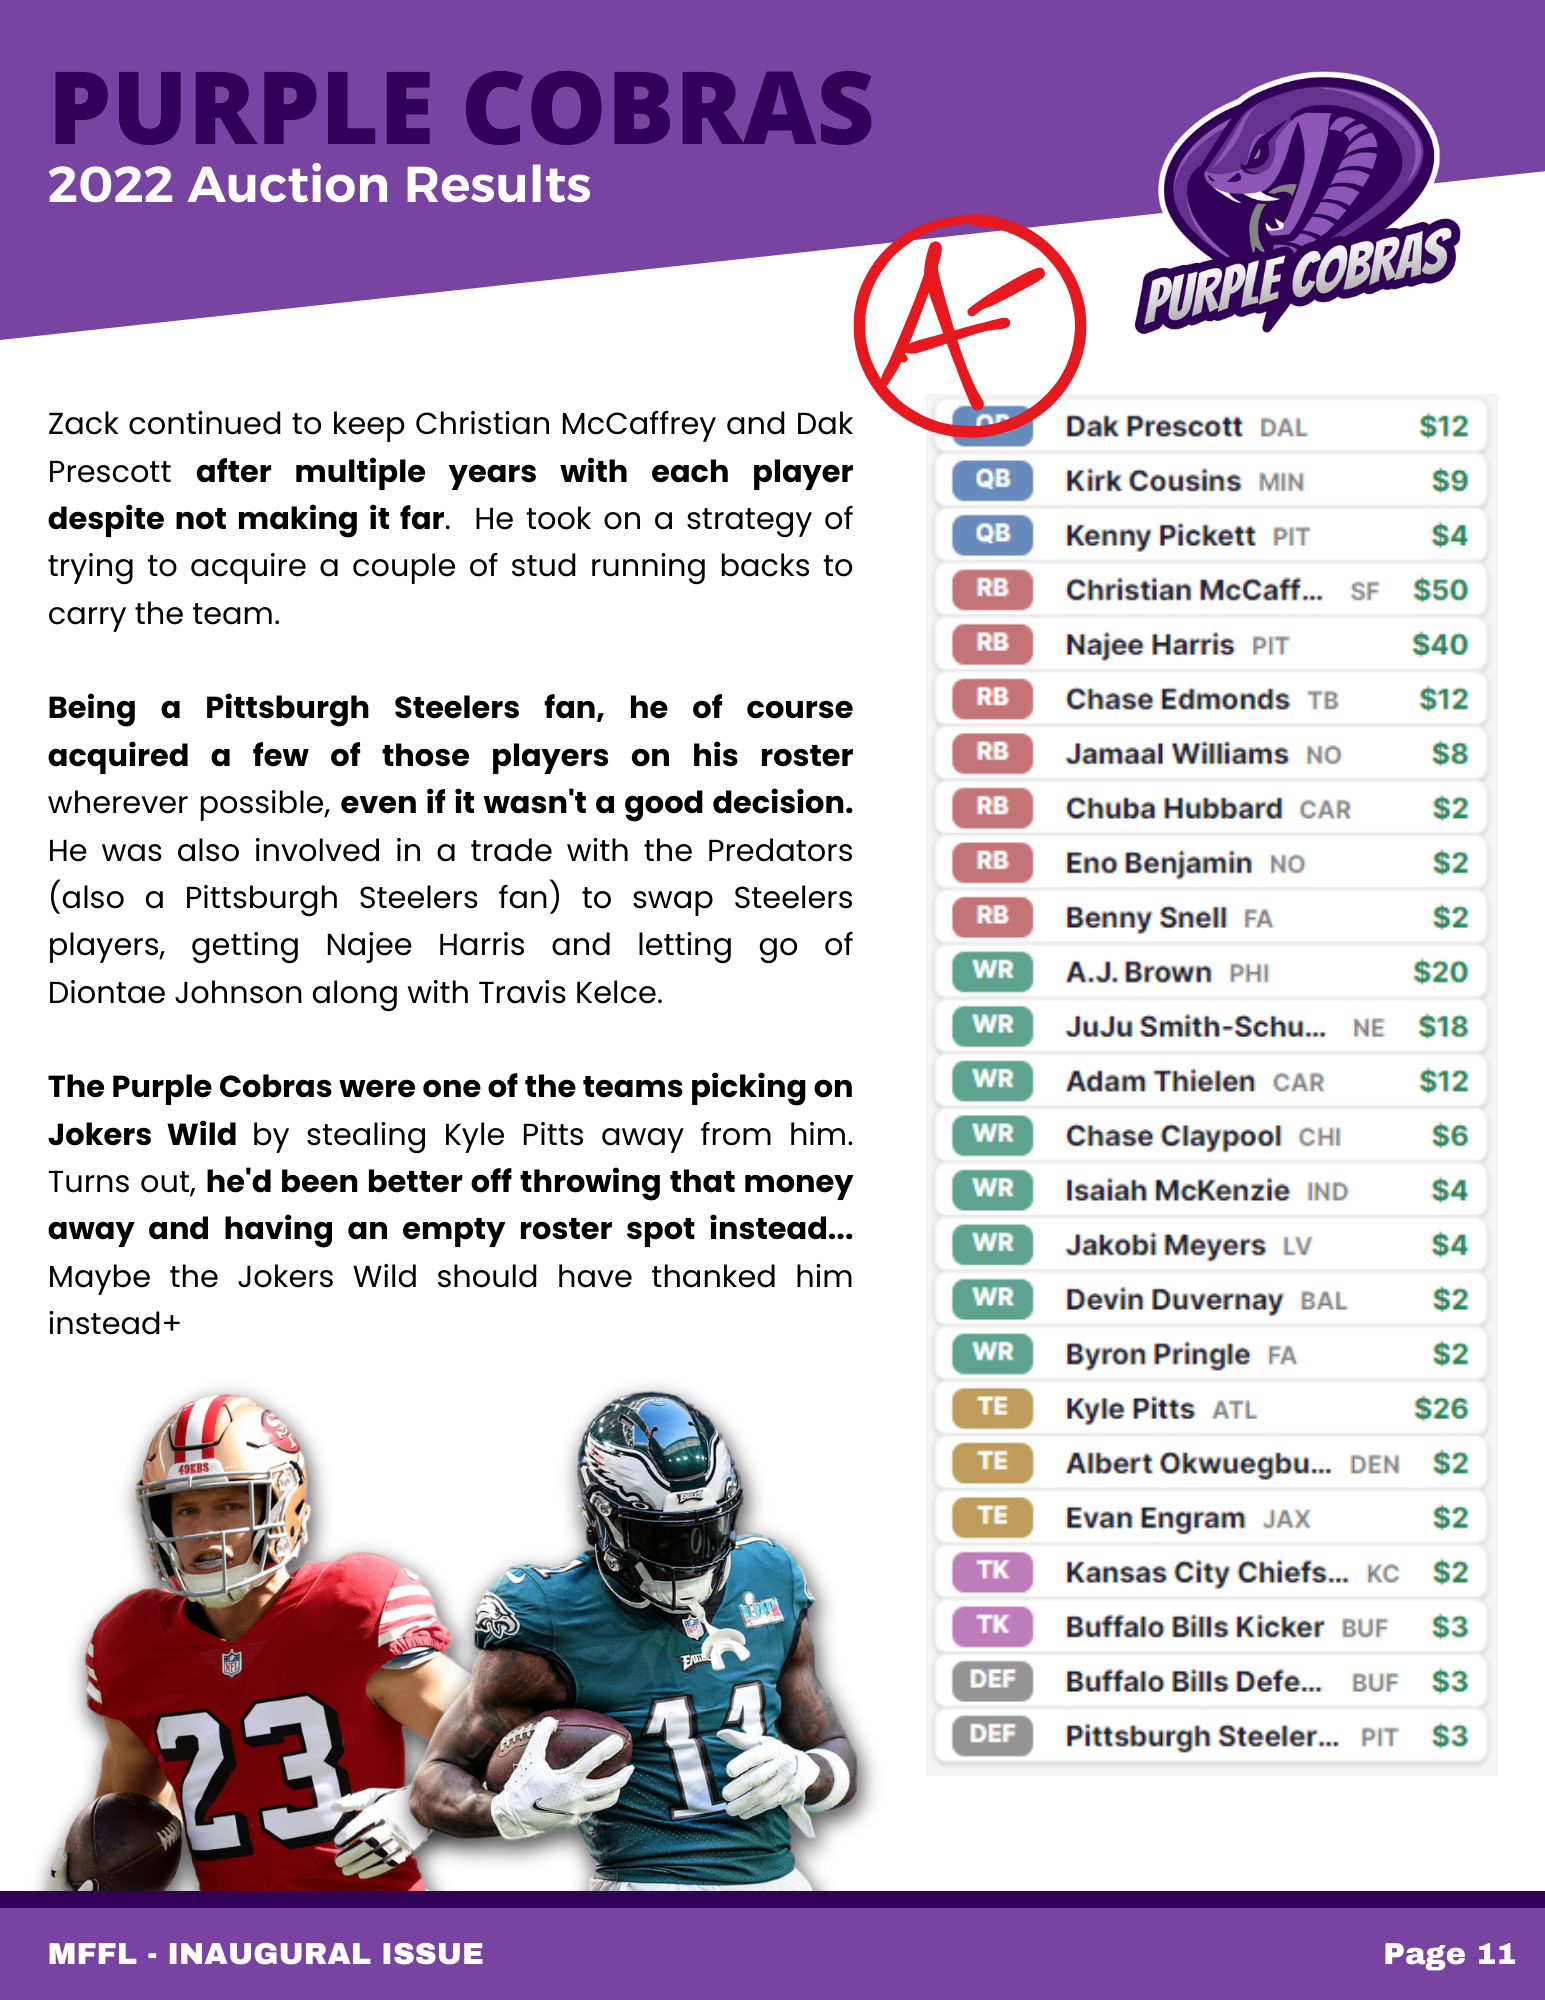 PURPLE COBRAS
2022 Auction Results
PURPLE COBRAS
A-
Zack continued to keep Christian McCaffrey and Dak
Prescott after multiple years with each player
despite not making it far.  He took on a strategy of
trying to acquire a couple of stud running backs to
carry the team.
Being a Pittsburgh Steelers fan, he of course
acquired a few of those players on his roster
wherever possible, even if it wasn't a good decision.
He was also involved in a trade with the Predators
(also a Pittsburgh Steelers fan) to swap Steelers
players, getting Najee Harris and letting go of
Diontae Johnson along with Travis Kelce.
The Purple Cobras were one of the teams picking on
Jokers Wild by stealing Kyle Pitts away from him.
Turns out, he'd been better off throwing that money
away and having an empty roster spot instead...
Maybe the Jokers Wild should have thanked him
instead+
QB Dak Prescott DAL $12
QB Kirk Cousins MIN $9
QB Kenny Pickett PIT $4
RB Christian McCaff... SF $50
RB Najee Harris PIT $40
RB Chase Edmonds TB $12
RB Jamaal Williams NO $8
RB Chuba Hubbard CAR $2
RB Eno Benjamin NO $2
RB Benny Snell FA $2
WR A.J. Brown PHI $20
WR JuJu Smith-Schu... NE $18
WR Adam Thielen CAR $12
WR Chase Claypool CHI $6
WR Isaiah McKenzie IND $4
WR Jakobi Meyers LV $4
WR Devin Duvernay BAL $2
WR Byron Pringle FA $2
TE Kyle Pitts ATL $26
TE Albert Okwuegbu... DEN $2
TE Evan Engram JAX $2
TK Kansas City Chiefs... KC $2
TK Buffalo Bills Kicker BUF $3
DEF Buffalo Bills Defe... BUF $3
DEF Pittsburgh Steeler... PIT $3
49ERS
NFL
23
EAGLES
NFL
11
MFFL - INAUGURAL ISSUE
Page 11